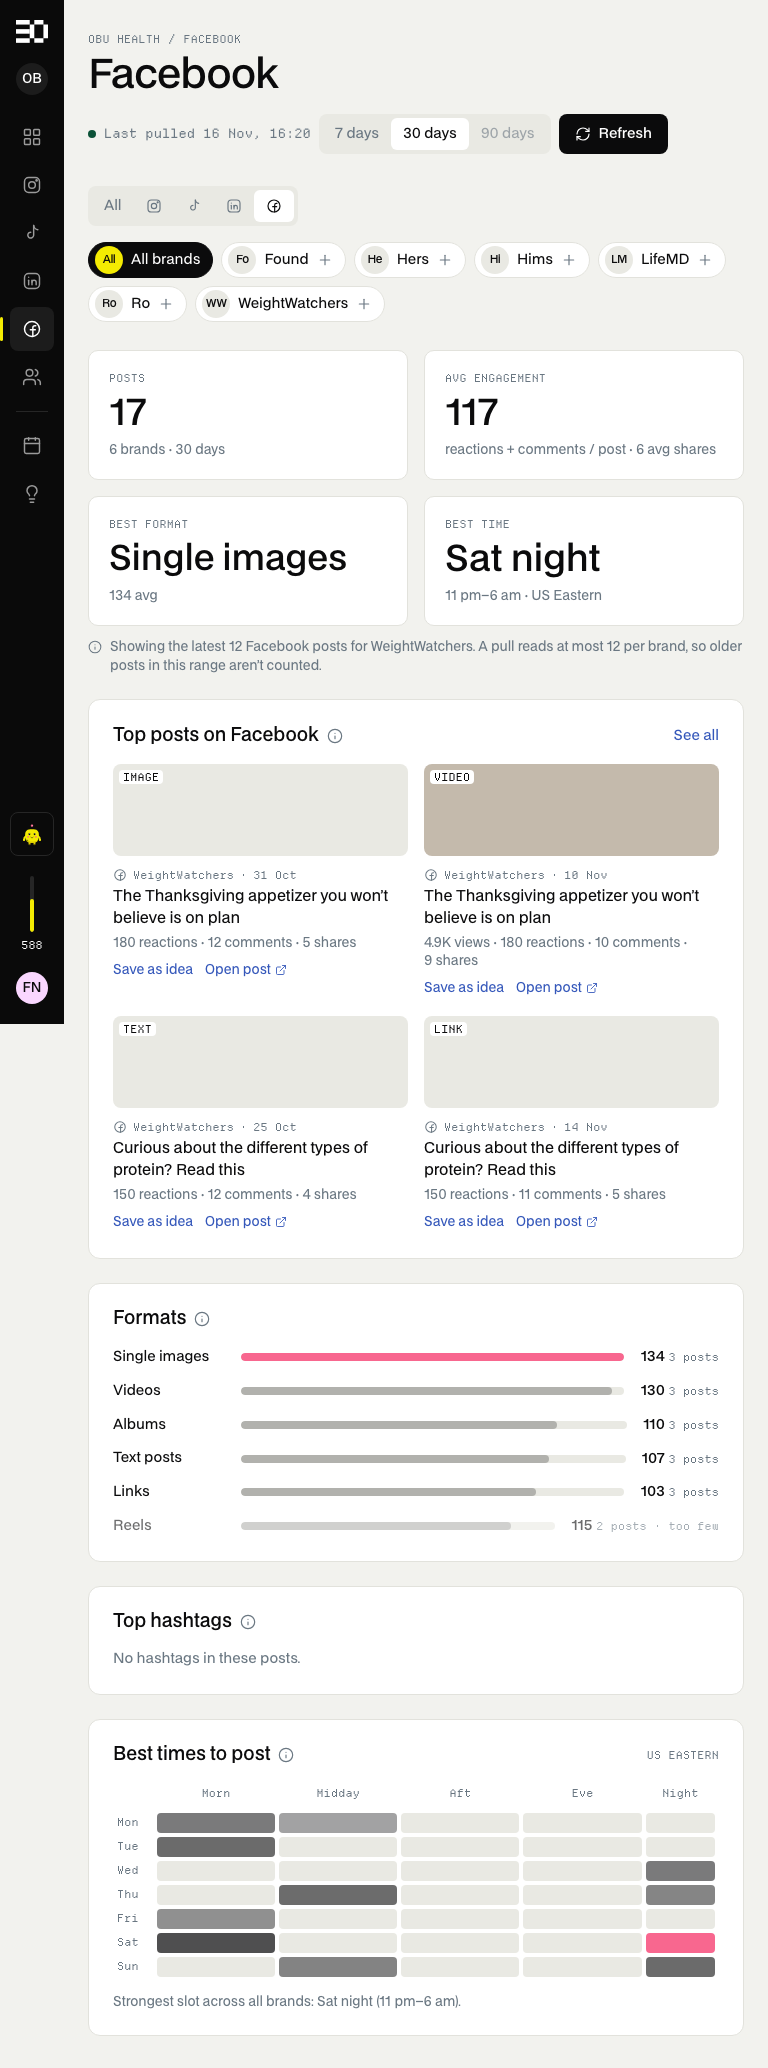 OB
588
FN
OBU HEALTH / FACEBOOK
Facebook
Last pulled 16 Nov, 16:20
7 days
30 days
90 days
Refresh
All
All All brands
Fo Found
He Hers
Hi Hims
LM LifeMD
Ro Ro
WW WeightWatchers
POSTS
17
6 brands · 30 days
AVG ENGAGEMENT
117
reactions + comments / post · 6 avg shares
BEST FORMAT
Single images
134 avg
BEST TIME
Sat night
11 pm–6 am · US Eastern
Showing the latest 12 Facebook posts for WeightWatchers. A pull reads at most 12 per brand, so older
posts in this range aren't counted.
Top posts on Facebook
See all
IMAGE
WeightWatchers · 31 Oct
The Thanksgiving appetizer you won't
believe is on plan
180 reactions · 12 comments · 5 shares
Save as idea Open post
VIDEO
WeightWatchers · 10 Nov
The Thanksgiving appetizer you won't
believe is on plan
4.9K views · 180 reactions · 10 comments ·
9 shares
Save as idea Open post
TEXT
WeightWatchers · 25 Oct
Curious about the different types of
protein? Read this
150 reactions · 12 comments · 4 shares
Save as idea Open post
LINK
WeightWatchers · 14 Nov
Curious about the different types of
protein? Read this
150 reactions · 11 comments · 5 shares
Save as idea Open post
Formats
Single images 134 3 posts
Videos 130 3 posts
Albums 110 3 posts
Text posts 107 3 posts
Links 103 3 posts
Reels 115 2 posts · too few
Top hashtags
No hashtags in these posts.
Best times to post
US EASTERN
Morn Midday Aft Eve Night
Mon
Tue
Wed
Thu
Fri
Sat
Sun
Strongest slot across all brands: Sat night (11 pm–6 am).